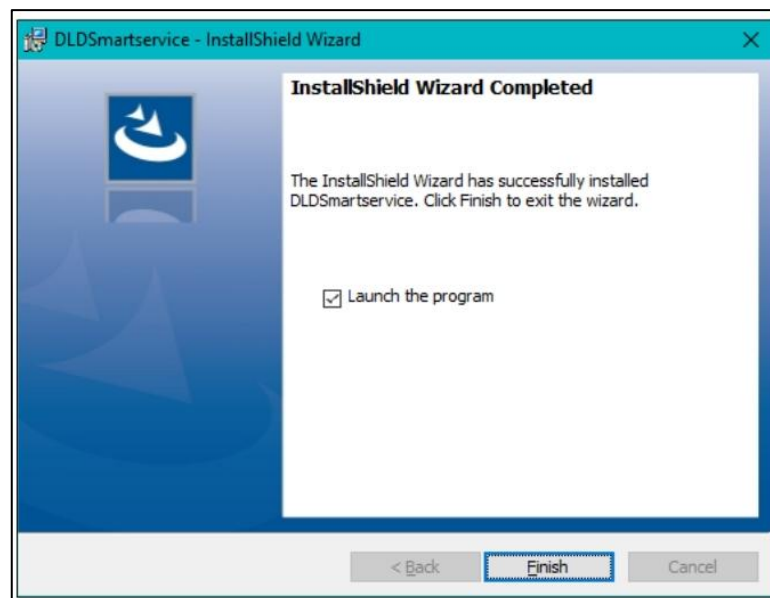 DLDSmartservice - InstallShield Wizard
InstallShield Wizard Completed
The InstallShield Wizard has successfully installed
DLDSmartservice. Click Finish to exit the wizard.
Launch the program
< Back
Finish
Cancel